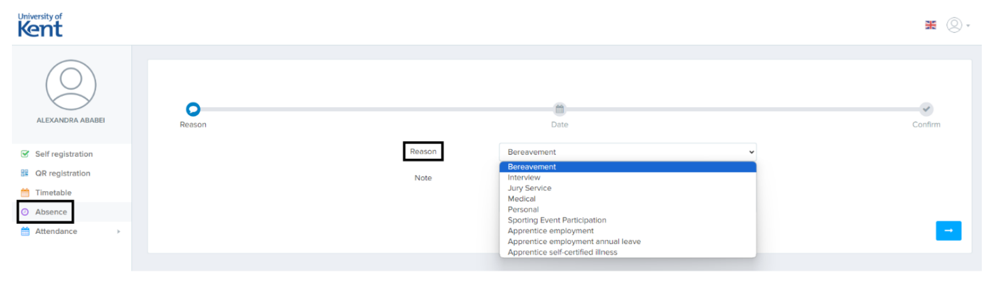 University of
Kent
ALEXANDRA ABABEI
Self registration
QR registration
Timetable
Absence
Attendance
Reason
Date
Confirm
Reason
Bereavement
Note
Bereavement
Interview
Jury Service
Medical
Personal
Sporting Event Participation
Apprentice employment
Apprentice employment annual leave
Apprentice self-certified illness